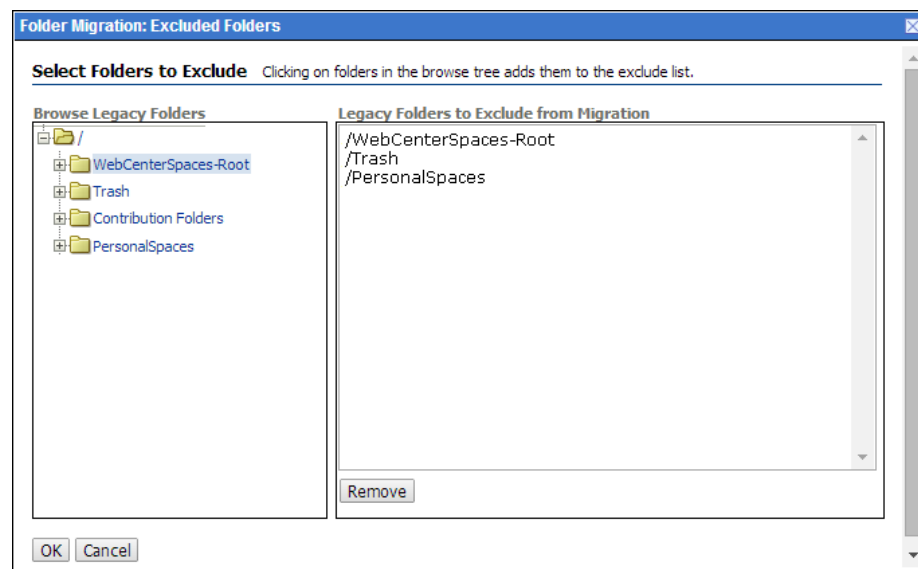 Folder Migration: Excluded Folders
Select Folders to Exclude Clicking on folders in the browse tree adds them to the exclude list.
Browse Legacy Folders
/
WebCenterSpaces-Root
Trash
Contribution Folders
PersonalSpaces
Legacy Folders to Exclude from Migration
/WebCenterSpaces-Root
/Trash
/PersonalSpaces
Remove
OK Cancel